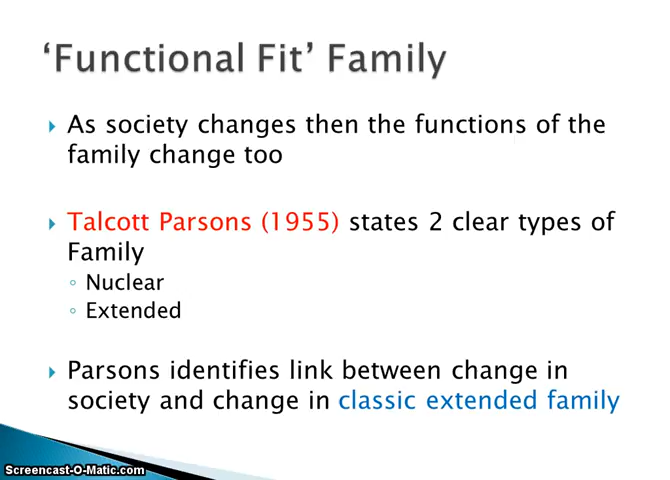 ‘Functional Fit’ Family
As society changes then the functions of the
family change too
Talcott Parsons (1955) states 2 clear types of
Family
Nuclear
Extended
Parsons identifies link between change in
society and change in classic extended family
Screencast-O-Matic.com